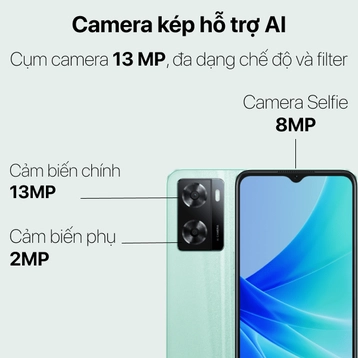 Camera kép hỗ trợ AI
Cụm camera 13 MP, đa dạng chế độ và filter
Camera Selfie
8MP
Cảm biến chính
13MP
Cảm biến phụ
2MP